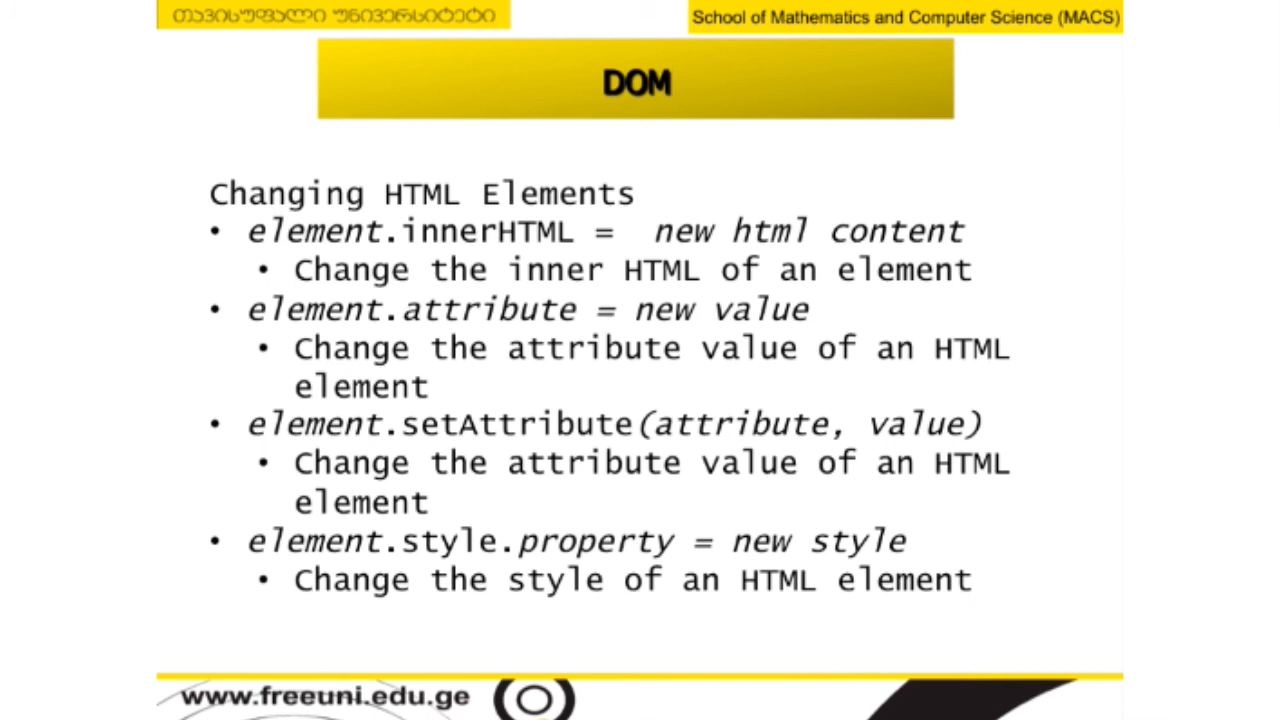 თავისუფალი უნივერსიტეტი
School of Mathematics and Computer Science (MACS)
DOM
Changing HTML Elements
• element.innerHTML = new html content
• Change the inner HTML of an element
• element.attribute = new value
• Change the attribute value of an HTML
element
• element.setAttribute(attribute, value)
• Change the attribute value of an HTML
element
• element.style.property = new style
• Change the style of an HTML element
www.freeuni.edu.ge